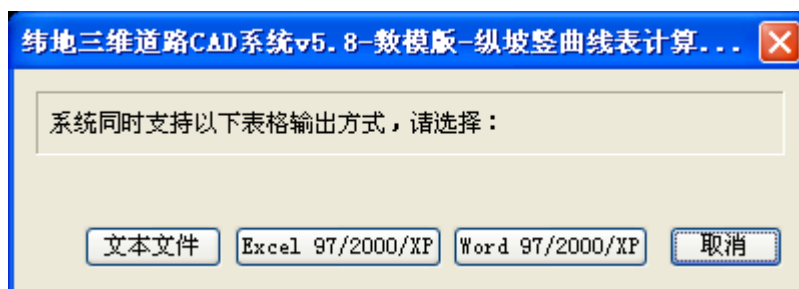 纬地三维道路CAD系统v5.8-数模版-纵坡竖曲线表计算...
系统同时支持以下表格输出方式，请选择：
文本文件 Excel 97/2000/XP Word 97/2000/XP 取消